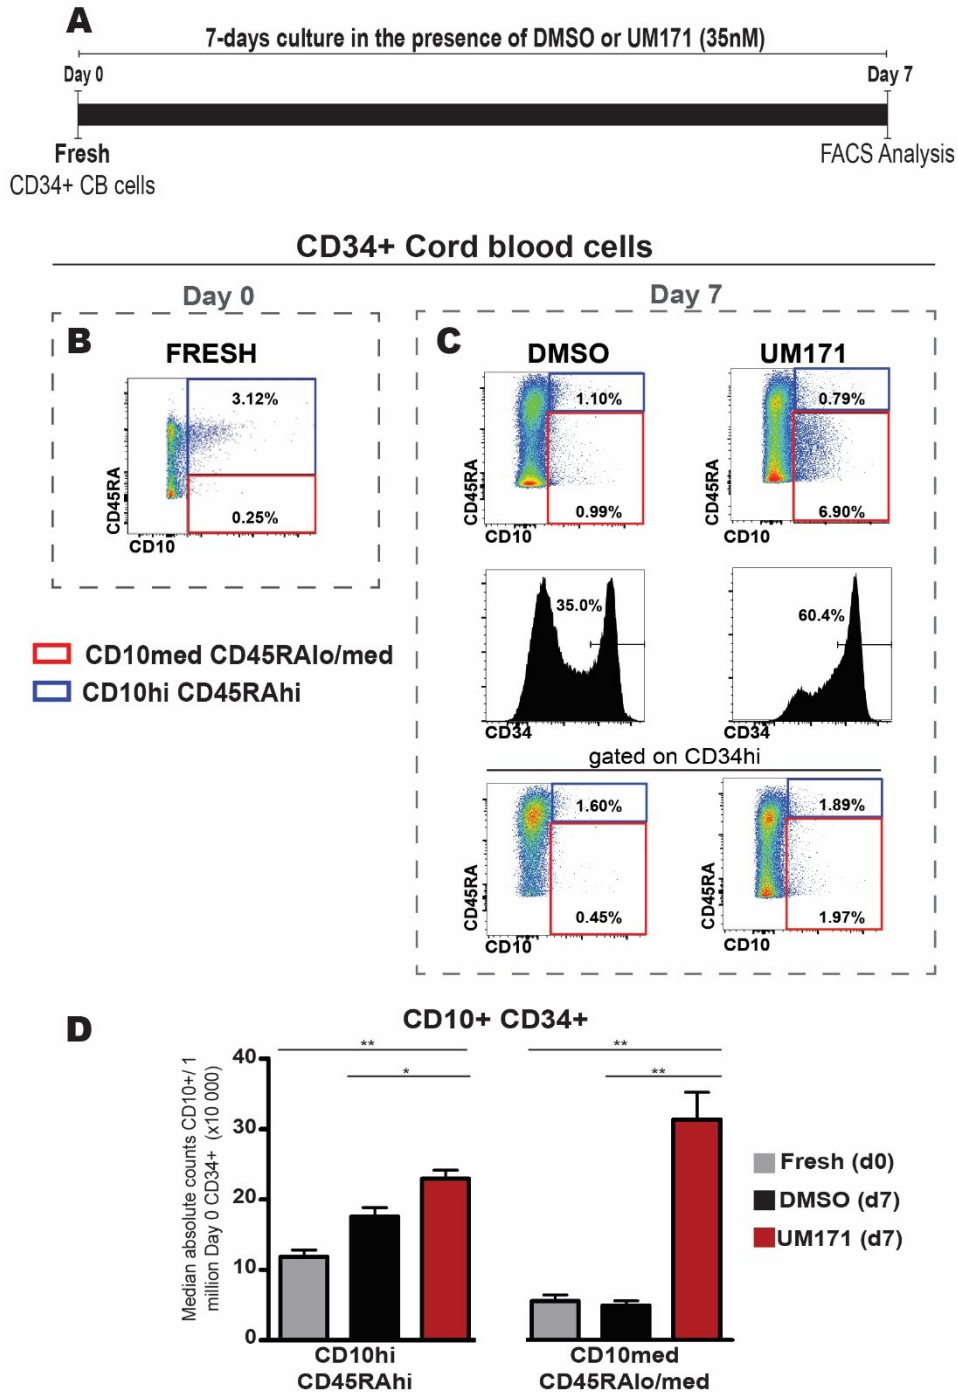 A
7-days culture in the presence of DMSO or UM171 (35nM)
Day 0
Day 7
Fresh
CD34+ CB cells
FACS Analysis
CD34+ Cord blood cells
Day 0
Day 7
B
FRESH
3.12%
0.25%
CD45RA
CD10
C
DMSO
UM171
1.10%
0.99%
CD45RA
CD10
0.79%
6.90%
CD45RA
CD10
35.0%
CD34
60.4%
CD34
gated on CD34hi
1.60%
0.45%
CD45RA
CD10
1.89%
1.97%
CD45RA
CD10
CD10med CD45RAlo/med
CD10hi CD45RAhi
D
CD10+ CD34+
Median absolute counts CD10+/ 1
million Day 0 CD34+ (x10 000)
40
30
20
10
0
**
*
**
**
CD10hi
CD45RAhi
CD10med
CD45RAlo/med
Fresh (d0)
DMSO (d7)
UM171 (d7)